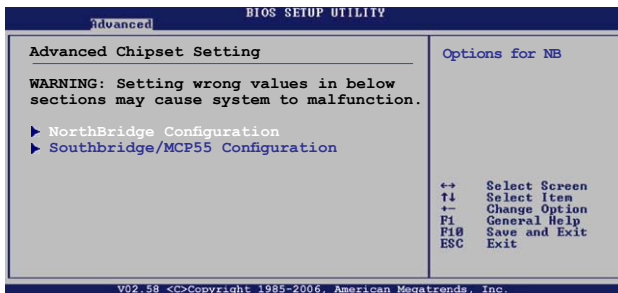 BIOS SETUP UTILITY
Advanced
Advanced Chipset Setting
WARNING: Setting wrong values in below
sections may cause system to malfunction.
NorthBridge Configuration
Southbridge/MCP55 Configuration
Options for NB
↔ Select Screen
↑↓ Select Item
+- Change Option
F1 General Help
F10 Save and Exit
ESC Exit
V02.58 <C>Copyright 1985-2006, American Megatrends, Inc.